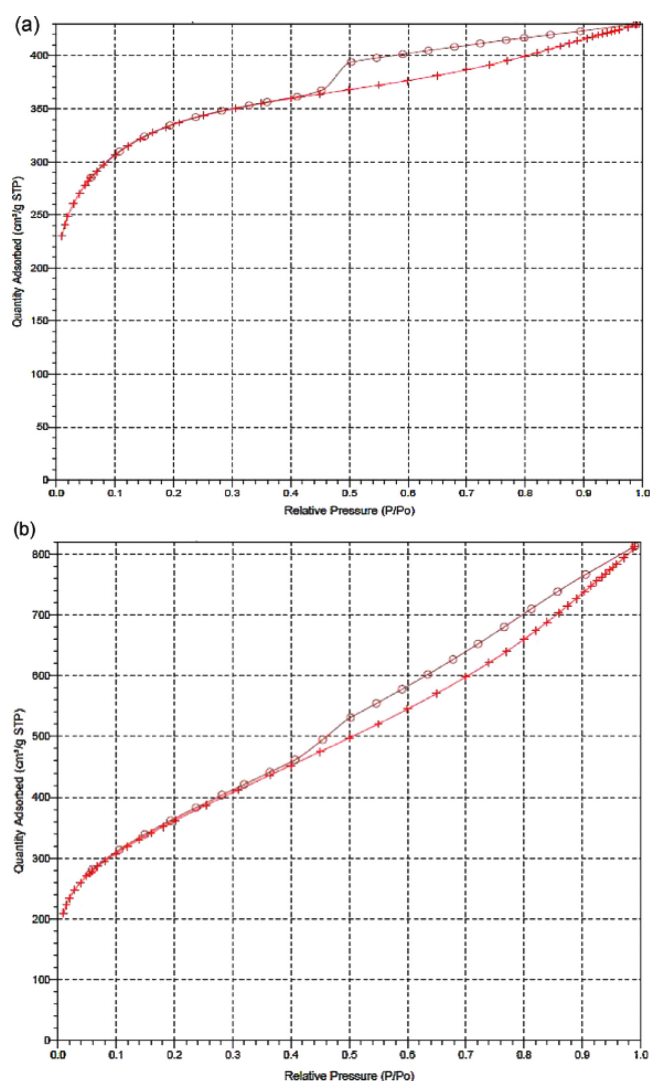 (a)
400
350
300
250
200
150
100
50
0
Quantity Adsorbed (cm³/g STP)
0.0 0.1 0.2 0.3 0.4 0.5 0.6 0.7 0.8 0.9 1.0
Relative Pressure (P/Po)
(b)
800
700
600
500
400
300
200
100
0
Quantity Adsorbed (cm³/g STP)
0.0 0.1 0.2 0.3 0.4 0.5 0.6 0.7 0.8 0.9 1.0
Relative Pressure (P/Po)